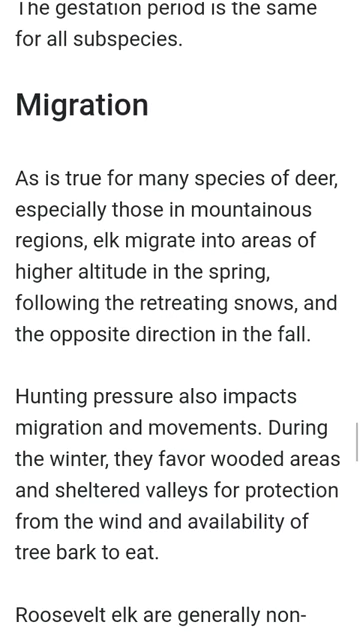 The gestation period is the same
for all subspecies.
Migration
As is true for many species of deer,
especially those in mountainous
regions, elk migrate into areas of
higher altitude in the spring,
following the retreating snows, and
the opposite direction in the fall.
Hunting pressure also impacts
migration and movements. During
the winter, they favor wooded areas
and sheltered valleys for protection
from the wind and availability of
tree bark to eat.
Roosevelt elk are generally non-